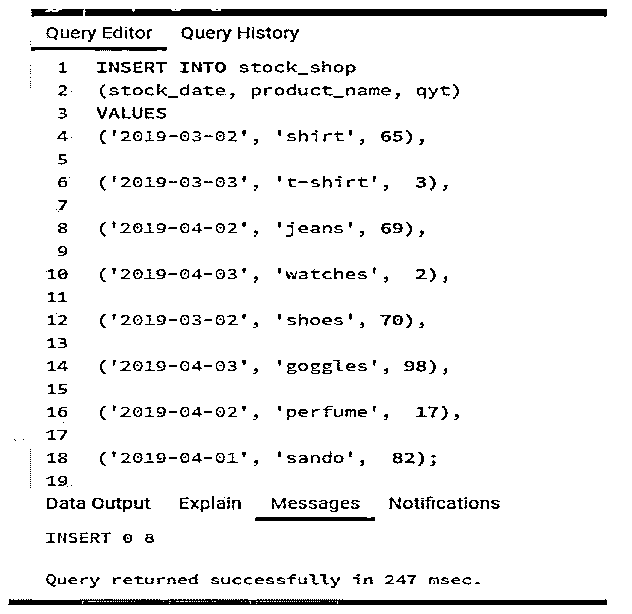 Query Editor Query History
1 INSERT INTO stock_shop
2 (stock_date, product_name, qyt)
3 VALUES
4 ('2019-03-02', 'shirt', 65),
5
6 ('2019-03-03', 't-shirt', 3),
7
8 ('2019-04-02', 'jeans', 69),
9
10 ('2019-04-03', 'watches', 2),
11
12 ('2019-03-02', 'shoes', 70),
13
14 ('2019-04-03', 'goggles', 98),
15
16 ('2019-04-02', 'perfume', 17),
17
18 ('2019-04-01', 'sando', 82);
19
Data Output Explain Messages Notifications
INSERT 0 8
Query returned successfully in 247 msec.